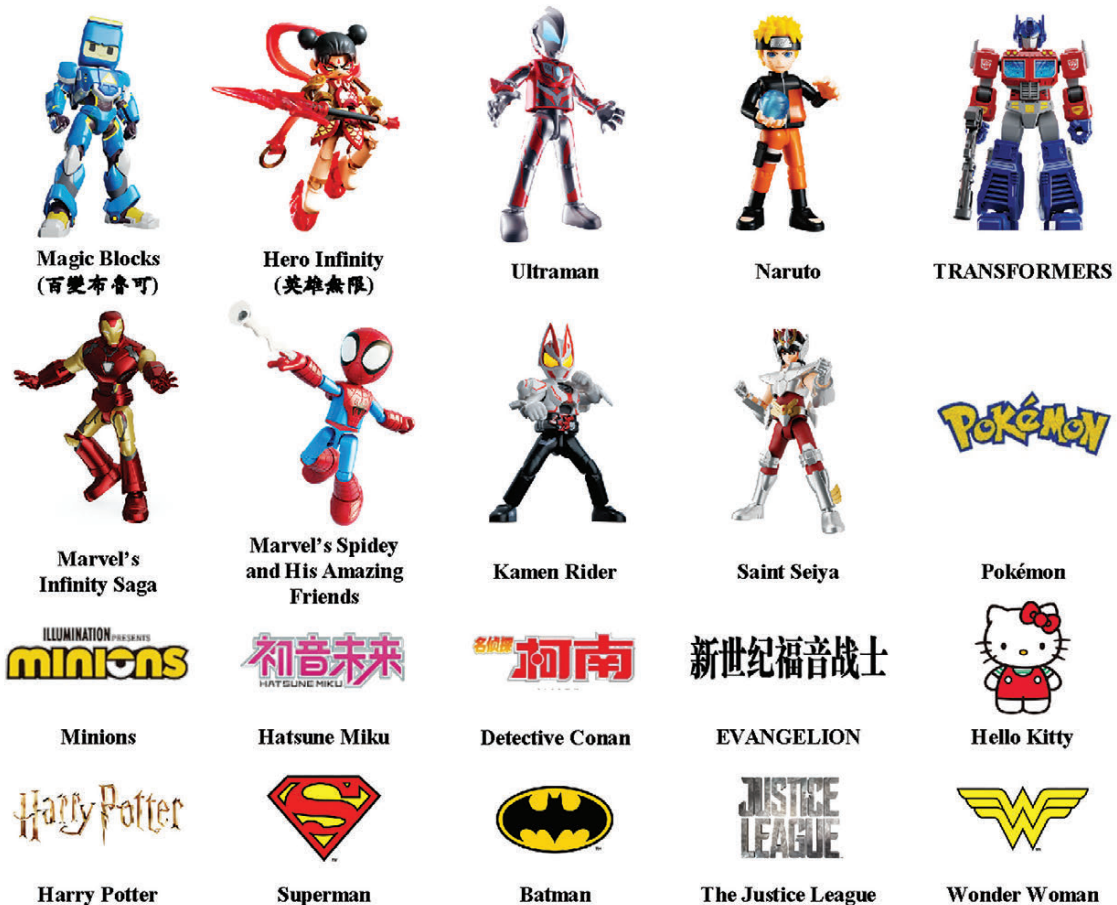 Magic Blocks
(百變布魯可)
Hero Infinity
(英雄無限)
Ultraman
Naruto
TRANSFORMERS
POKéMON
Marvel's
Infinity Saga
Marvel's Spidey
and His Amazing
Friends
Kamen Rider
Saint Seiya
Pokémon
ILLUMINATION PRESENTS
minions
初音未来
HATSUNE MIKU
名侦探
柯南
新世纪福音战士
Minions
Hatsune Miku
Detective Conan
EVANGELION
Hello Kitty
Harry Potter
S
JUSTICE
LEAGUE
W
Harry Potter
Superman
Batman
The Justice League
Wonder Woman